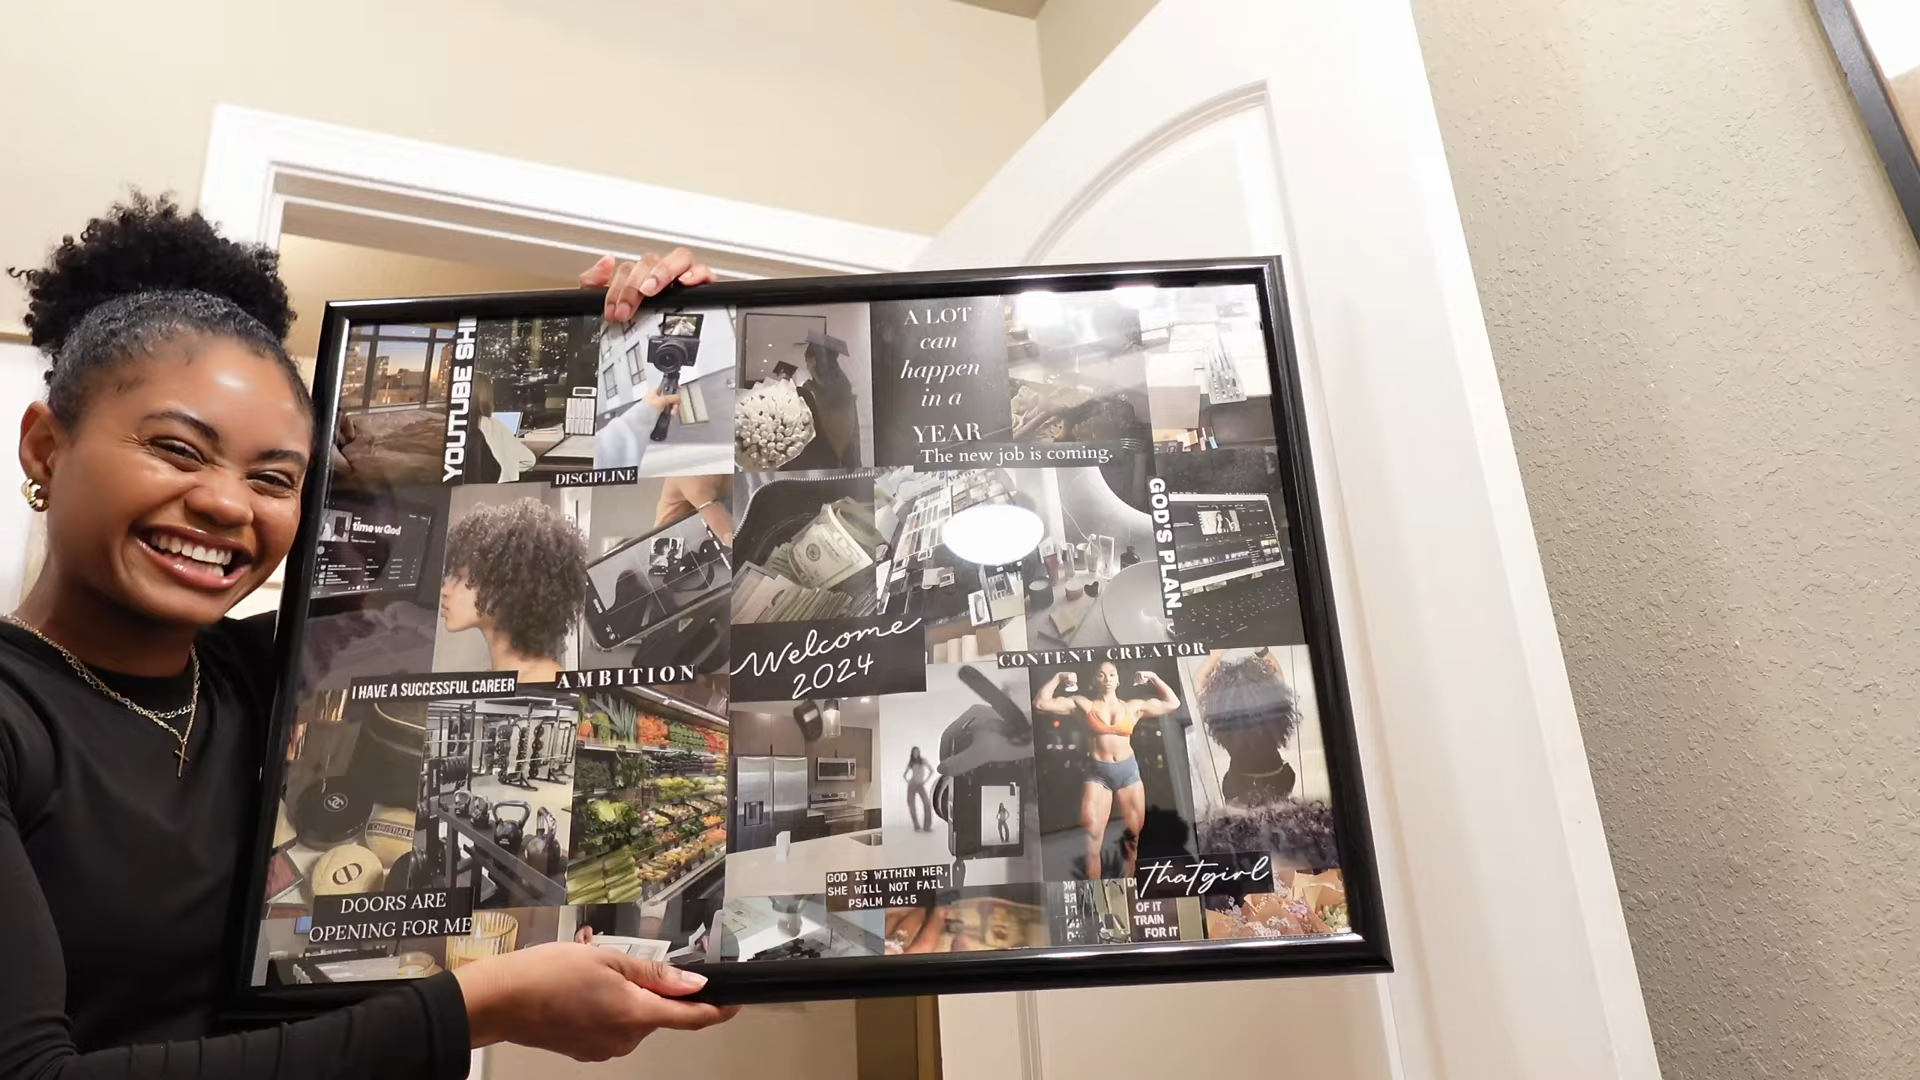 YOUTUBE SHI
A LOT
can
happen
in a
YEAR
The new job is coming.
DISCIPLINE
time w God
GOD'S PLAN.
Welcome
2024
CONTENT CREATOR
I HAVE A SUCCESSFUL CAREER
AMBITION
CHRISTIAN
GOD IS WITHIN HER,
SHE WILL NOT FAIL
PSALM 46:5
thatgirl
DOORS ARE
OPENING FOR ME
OF IT
TRAIN
FOR IT